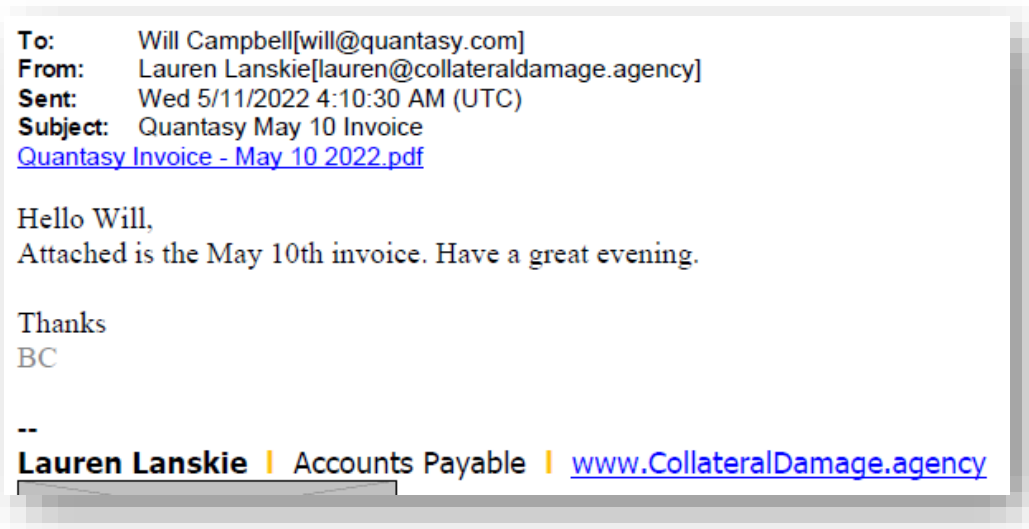 To: Will Campbell[will@quantasy.com]
From: Lauren Lanskie[lauren@collateraldamage.agency]
Sent: Wed 5/11/2022 4:10:30 AM (UTC)
Subject: Quantasy May 10 Invoice
Quantasy Invoice - May 10 2022.pdf
Hello Will,
Attached is the May 10th invoice. Have a great evening.
Thanks
BC
--
Lauren Lanskie | Accounts Payable | www.CollateralDamage.agency